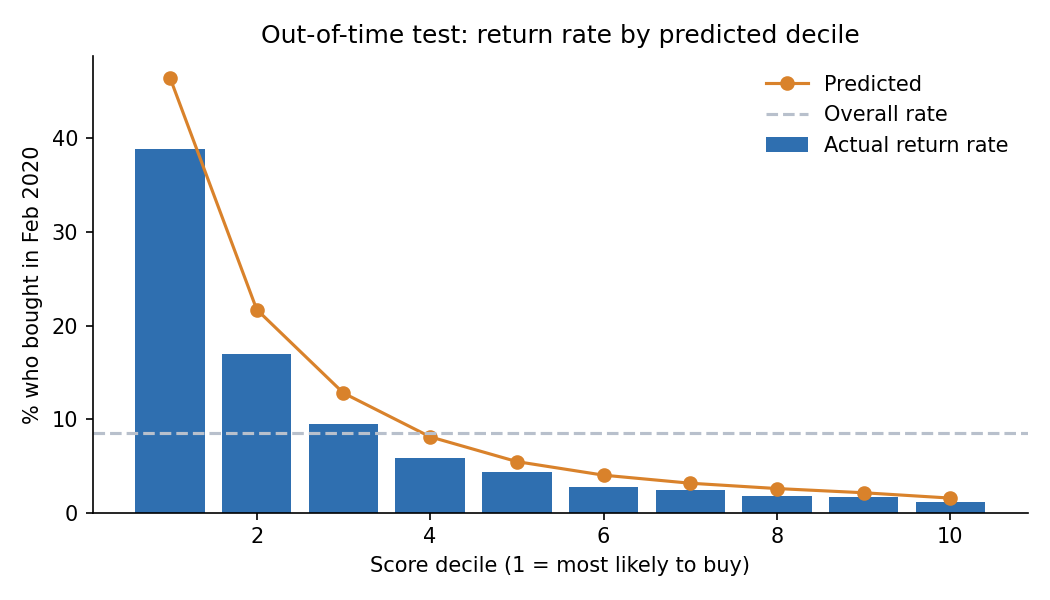 Out-of-time test: return rate by predicted decile
Predicted
Overall rate
Actual return rate
% who bought in Feb 2020
40
30
20
10
0
2
4
6
8
10
Score decile (1 = most likely to buy)